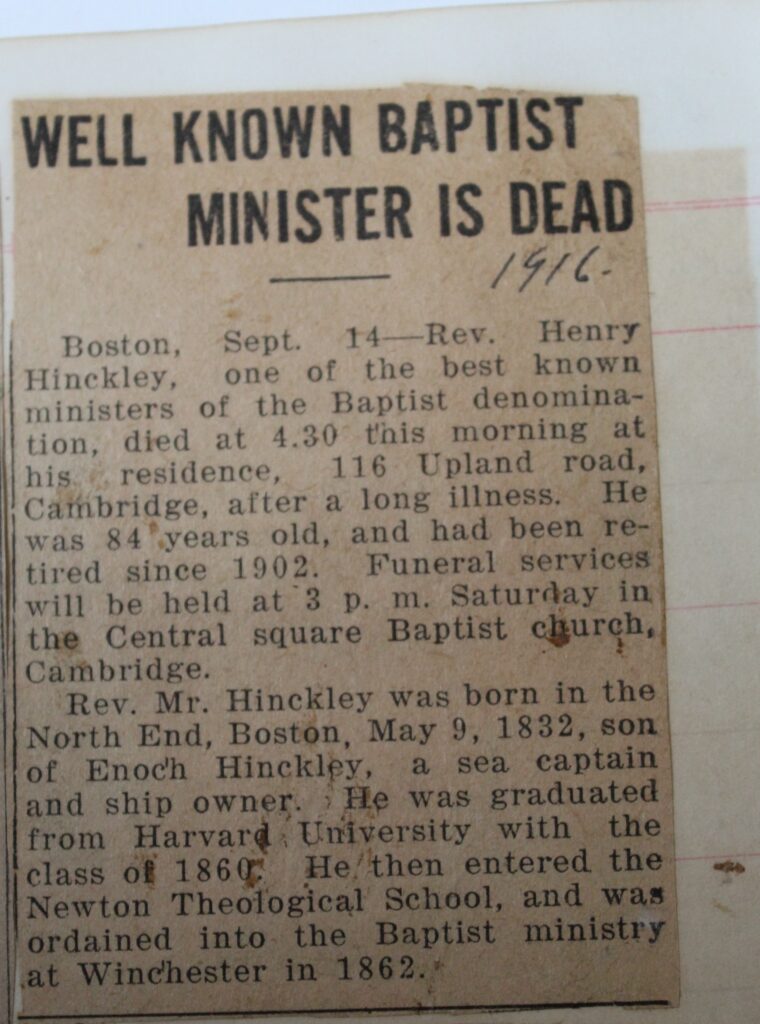 WELL KNOWN BAPTIST
MINISTER IS DEAD
1916.
Boston, Sept. 14—Rev. Henry
Hinckley, one of the best known
ministers of the Baptist denomina-
tion, died at 4.30 this morning at
his residence, 116 Upland road,
Cambridge, after a long illness. He
was 84 years old, and had been re-
tired since 1902. Funeral services
will be held at 3 p. m. Saturday in
the Central square Baptist church,
Cambridge.
Rev. Mr. Hinckley was born in the
North End, Boston, May 9, 1832, son
of Enoch Hinckley, a sea captain
and ship owner. He was graduated
from Harvard University with the
class of 1860. He then entered the
Newton Theological School, and was
ordained into the Baptist ministry
at Winchester in 1862.